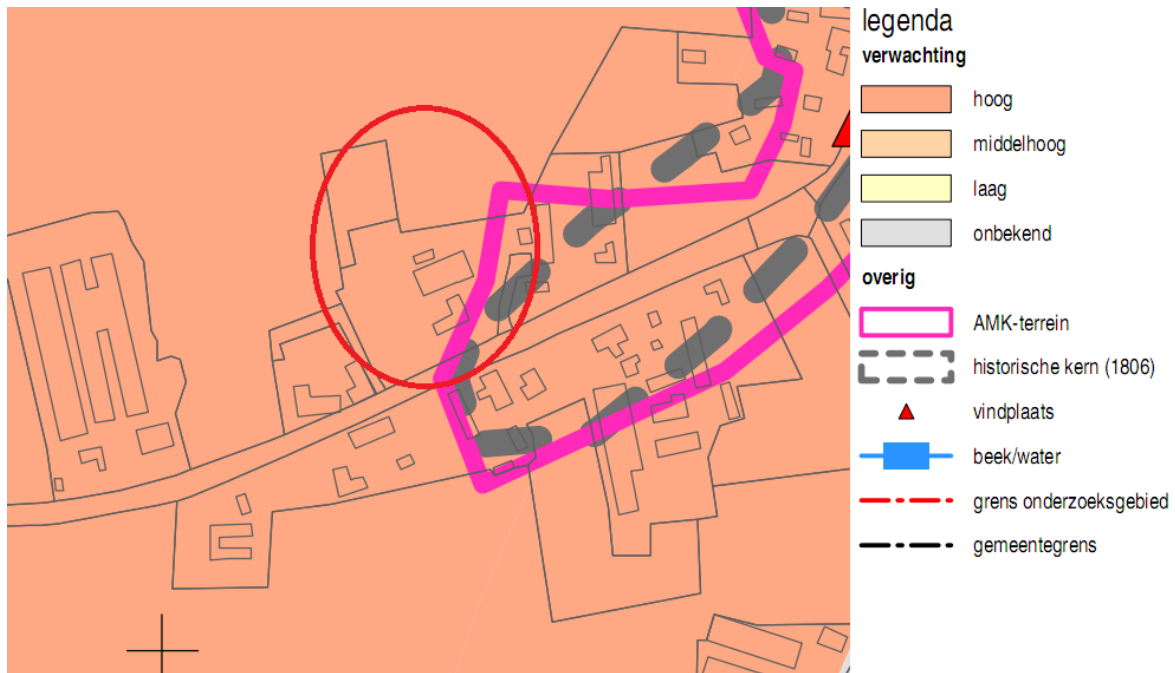 legenda
verwachting
hoog
middelhoog
laag
onbekend
overig
AMK-terrein
historische kern (1806)
vindplaats
beek/water
grens onderzoeksgebied
gemeentegrens